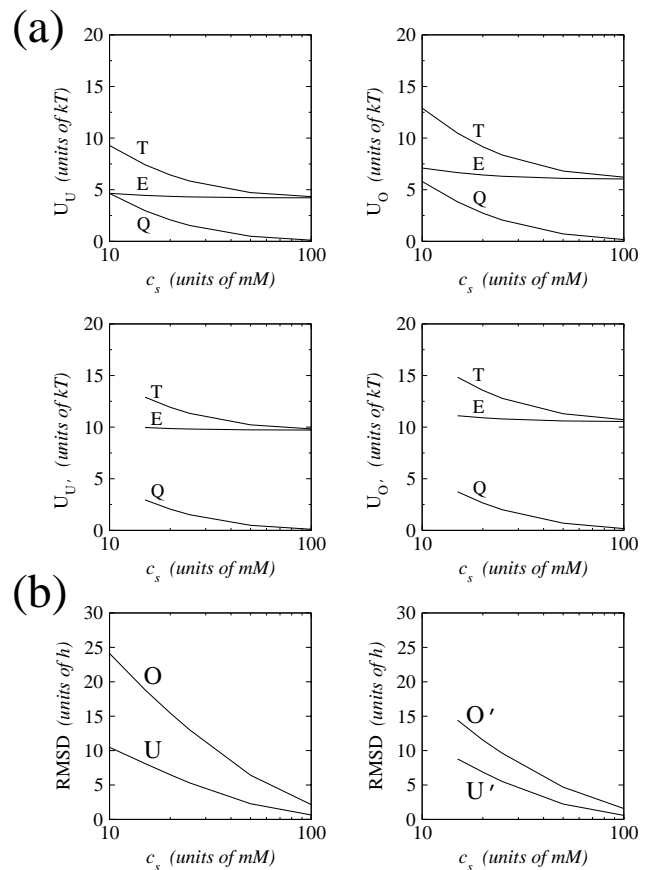 (a)
20
15
10
5
0
U_U (units of kT)
T
E
Q
10
100
c_s (units of mM)
20
15
10
5
0
U_O (units of kT)
T
E
Q
10
100
c_s (units of mM)
20
15
10
5
0
U_U' (units of kT)
T
E
Q
10
100
c_s (units of mM)
20
15
10
5
0
U_O' (units of kT)
T
E
Q
10
100
c_s (units of mM)
(b)
30
25
20
15
10
5
0
RMSD (units of h)
O
U
10
100
c_s (units of mM)
30
25
20
15
10
5
0
RMSD (units of h)
O'
U'
10
100
c_s (units of mM)